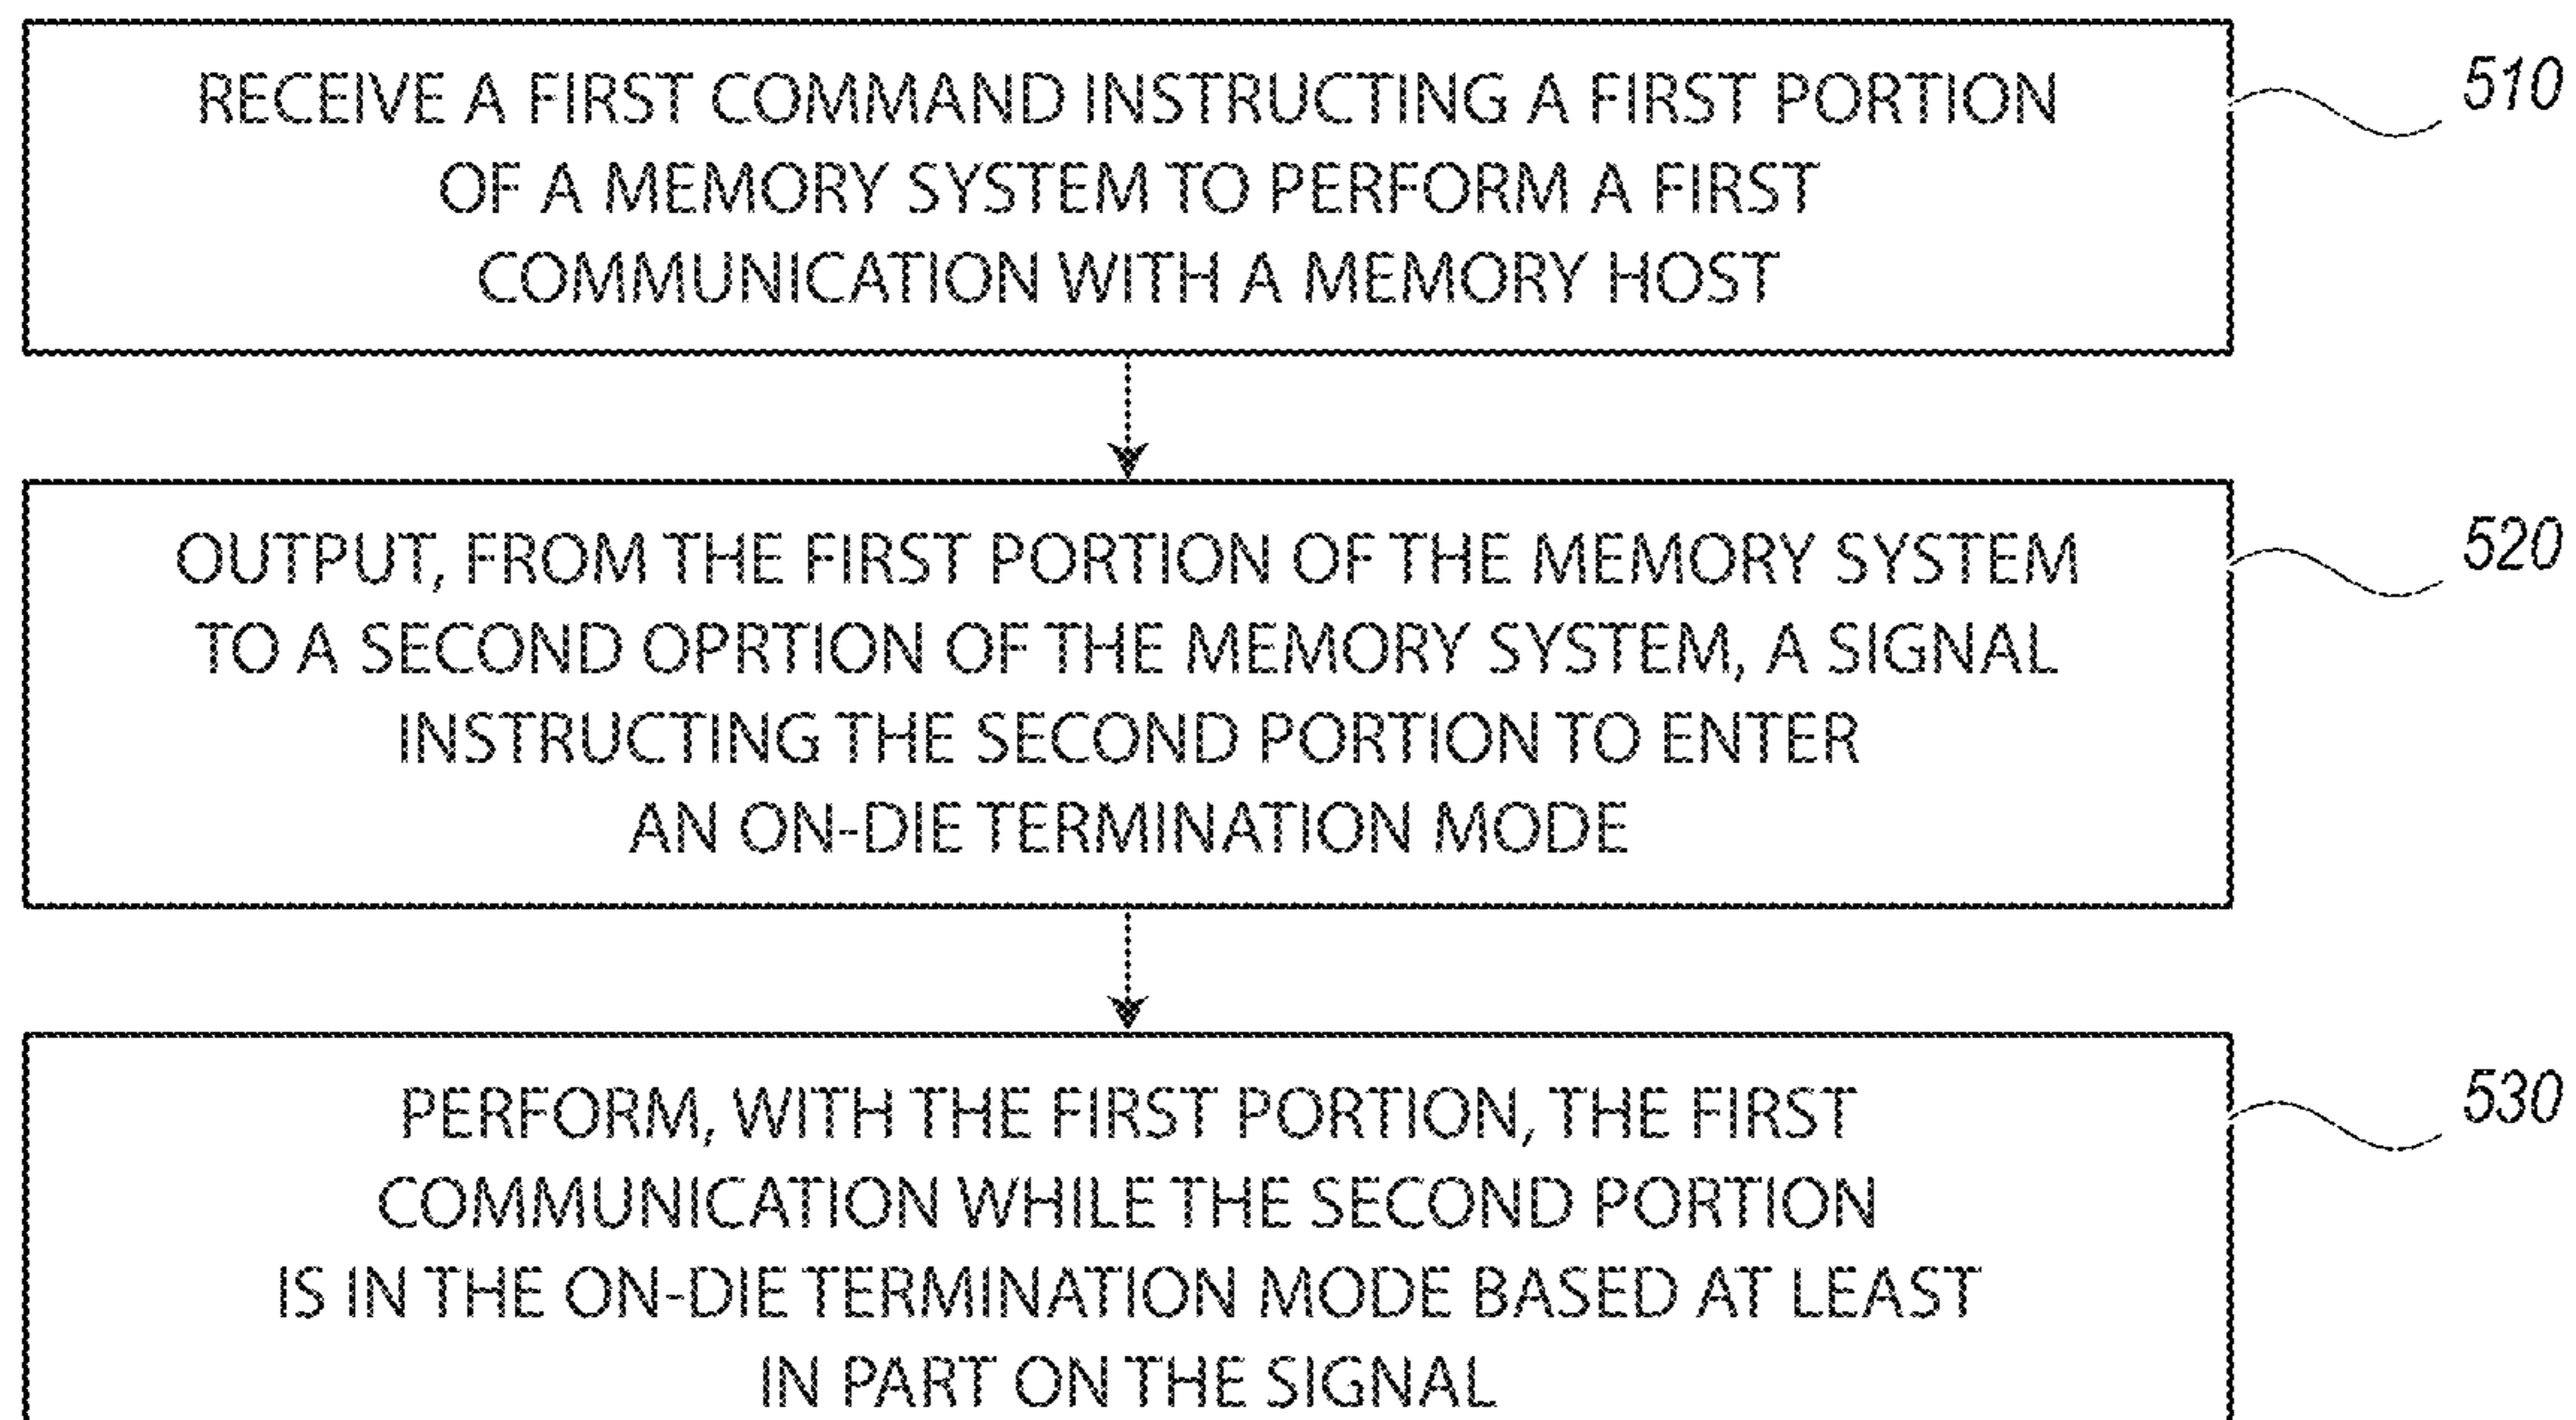 RECEIVE A FIRST COMMAND INSTRUCTING A FIRST PORTION
OF A MEMORY SYSTEM TO PERFORM A FIRST
COMMUNICATION WITH A MEMORY HOST
510
OUTPUT, FROM THE FIRST PORTION OF THE MEMORY SYSTEM
TO A SECOND OPRTION OF THE MEMORY SYSTEM, A SIGNAL
INSTRUCTING THE SECOND PORTION TO ENTER
AN ON-DIE TERMINATION MODE
520
PERFORM, WITH THE FIRST PORTION, THE FIRST
COMMUNICATION WHILE THE SECOND PORTION
IS IN THE ON-DIE TERMINATION MODE BASED AT LEAST
IN PART ON THE SIGNAL
530